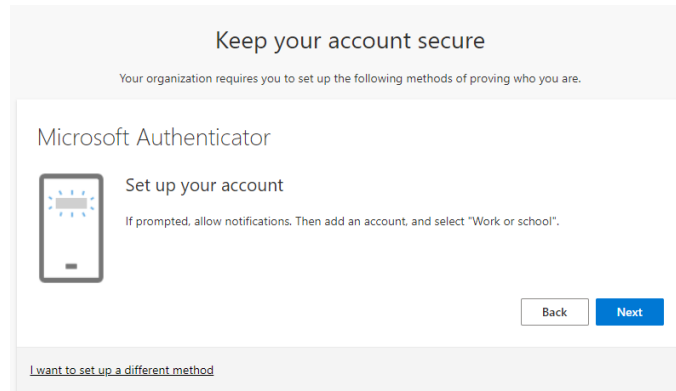 Keep your account secure
Your organization requires you to set up the following methods of proving who you are.
Microsoft Authenticator
Set up your account
If prompted, allow notifications. Then add an account, and select "Work or school".
Back Next
I want to set up a different method